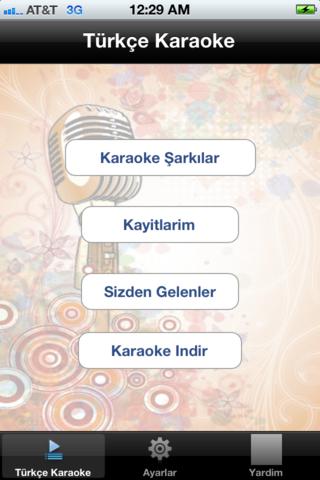 AT&T 3G 12:29 AM
Türkçe Karaoke
Karaoke Şarkılar
Kayitlarim
Sizden Gelenler
Karaoke Indir
Türkçe Karaoke Ayarlar Yardim